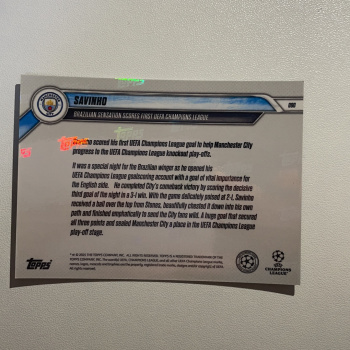 SAVINHO
090
BRAZILIAN SENSATION SCORES FIRST UEFA CHAMPIONS LEAGUE
scored his first UEFA Champions League goal to help Manchester City
progress to the UEFA Champions League knockout play-offs.
It was a special night for the Brazilian winger as he opened his
UEFA Champions League goalscoring account with a goal of vital importance for
the English side. He completed City's comeback victory by scoring the decisive
third goal of the night in a 3-1 win. With the game delicately poised at 2-1, Savinho
received a ball over the top from Stones, beautifully chested it down into his own
path and finished emphatically to send the City fans wild. A huge goal that secured
all three points and sealed Manchester City a place in the UEFA Champions League
play-off stage.
Topps
CHAMPIONS
LEAGUE